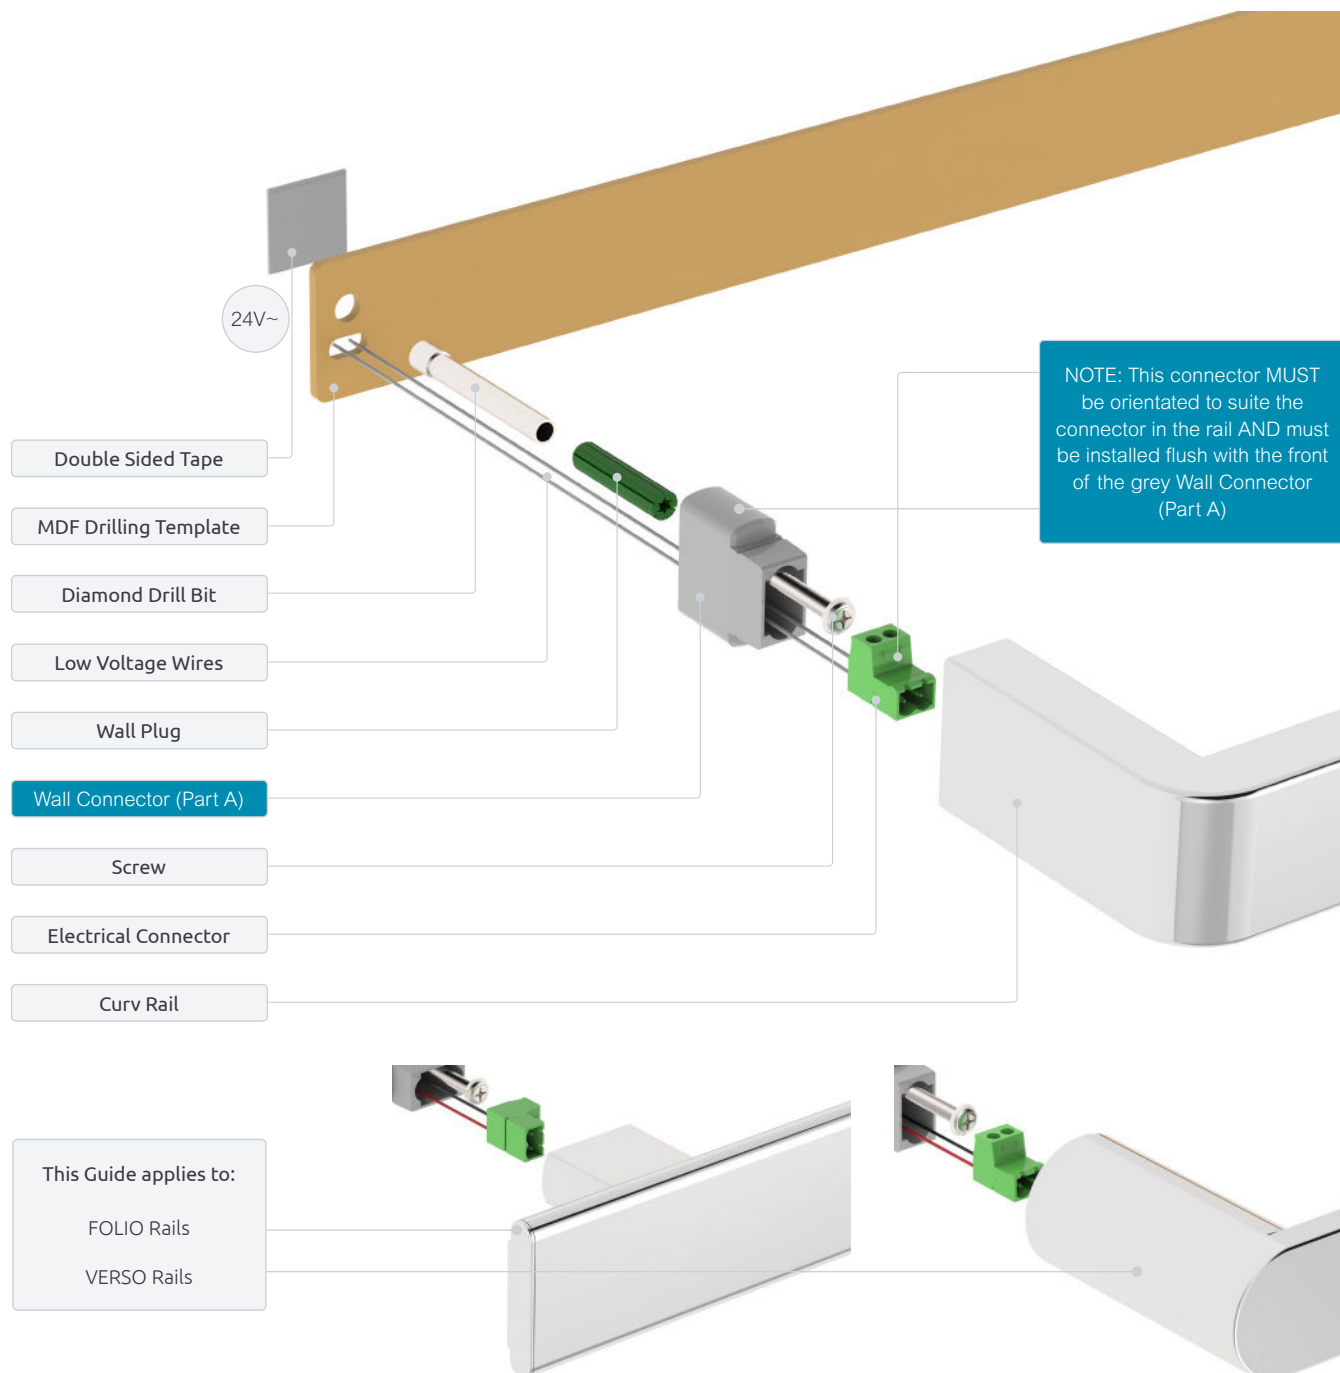 24V~
NOTE: This connector MUST
be orientated to suite the
connector in the rail AND must
be installed flush with the front
of the grey Wall Connector
(Part A)
Double Sided Tape
MDF Drilling Template
Diamond Drill Bit
Low Voltage Wires
Wall Plug
Wall Connector (Part A)
Screw
Electrical Connector
Curv Rail
This Guide applies to:
FOLIO Rails
VERSO Rails